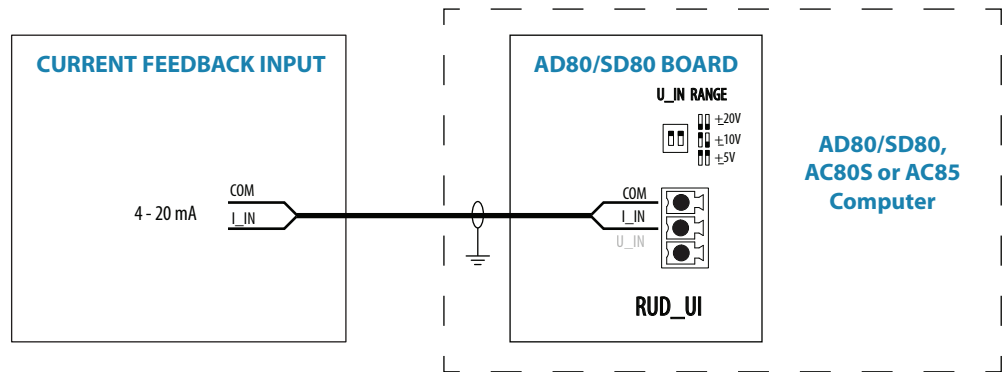 CURRENT FEEDBACK INPUT
COM
4 - 20 mA
I_IN
AD80/SD80 BOARD
U_IN RANGE
±20V
±10V
±5V
COM
I_IN
U_IN
RUD_UI
AD80/SD80,
AC80S or AC85
Computer